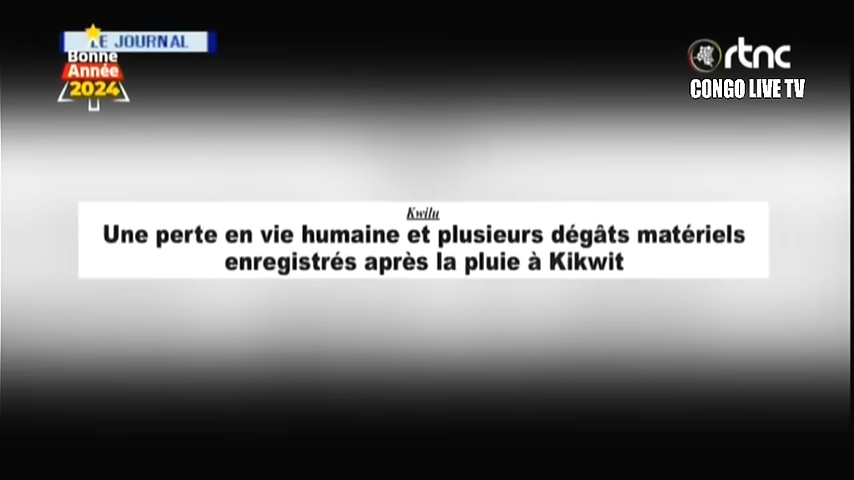 LE JOURNAL
Bonne
Année
2024
rtnc
CONGO LIVE TV
Kwilu
Une perte en vie humaine et plusieurs dégâts matériels
enregistrés après la pluie à Kikwit